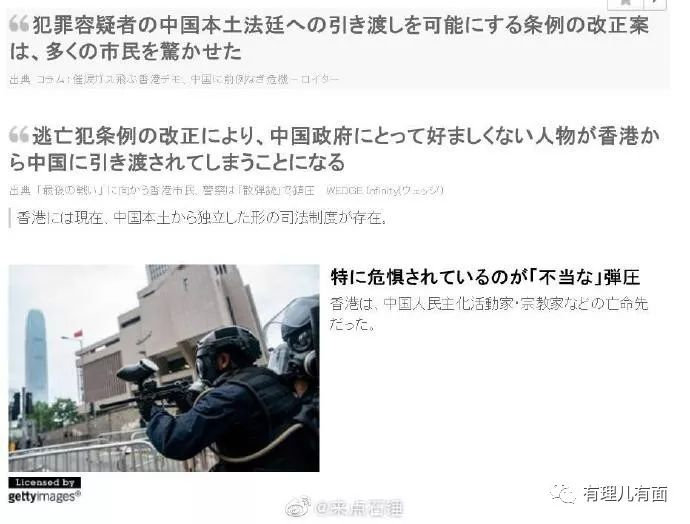 犯罪容疑者の中国本土法廷への引き渡しを可能にする条例の改正案
は、多くの市民を驚かせた
出典 コラム:催涙ガス飛ぶ香港デモ、中国に前例なき危機 - ロイター
逃亡犯条例の改正により、中国政府にとって好ましくない人物が香港か
ら中国に引き渡されてしまうことになる
出典 「最後の戦い」に向かう香港市民、警察は「散弾銃」で鎮圧 WEDGE Infinity(ウェッジ)
香港には現在、中国本土から独立した形の司法制度が存在。
特に危惧されているのが「不当な」弾圧
香港は、中国人民主化活動家・宗教家などの亡命先
だった。
Licensed by
gettyimages®
@来点石锤
有理儿有面